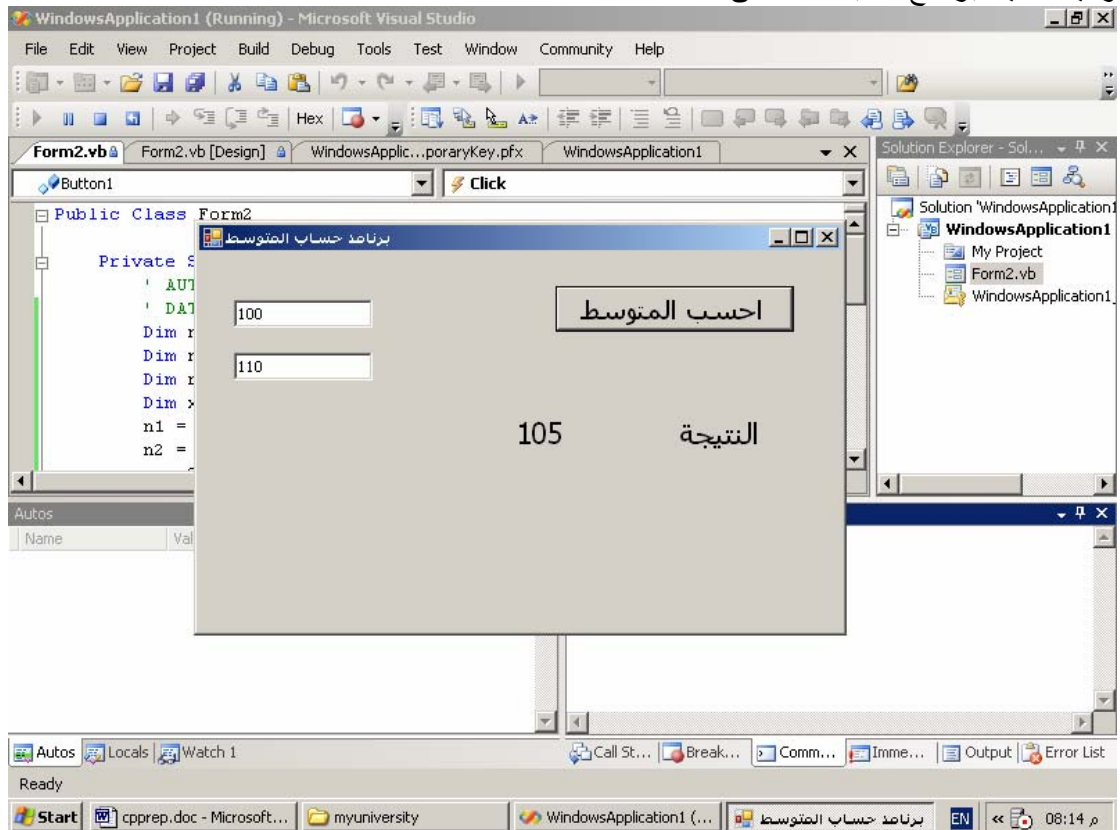 WindowsApplication1 (Running) - Microsoft Visual Studio
File Edit View Project Build Debug Tools Test Window Community Help
Hex
Form2.vb Form2.vb [Design] WindowsApplic...poraryKey.pfx WindowsApplication1
Solution Explorer - Sol...
Button1 Click
Solution 'WindowsApplication1
WindowsApplication1
My Project
Form2.vb
WindowsApplication1_
Public Class Form2
Private S
' AUT
' DAT
Dim
Dim
Dim
Dim x
n1 =
n2 =
برنامد حساب المتوسط
100
احسب المتوسط
110
النتيجة 105
Autos
Name Val
Autos Locals Watch 1
Call St... Break... Comm... Imme... Output Error List
Ready
Start cpprep.doc - Microsoft... myuniversity WindowsApplication1 (... برنامد حساب المتوسط EN « 08:14 م